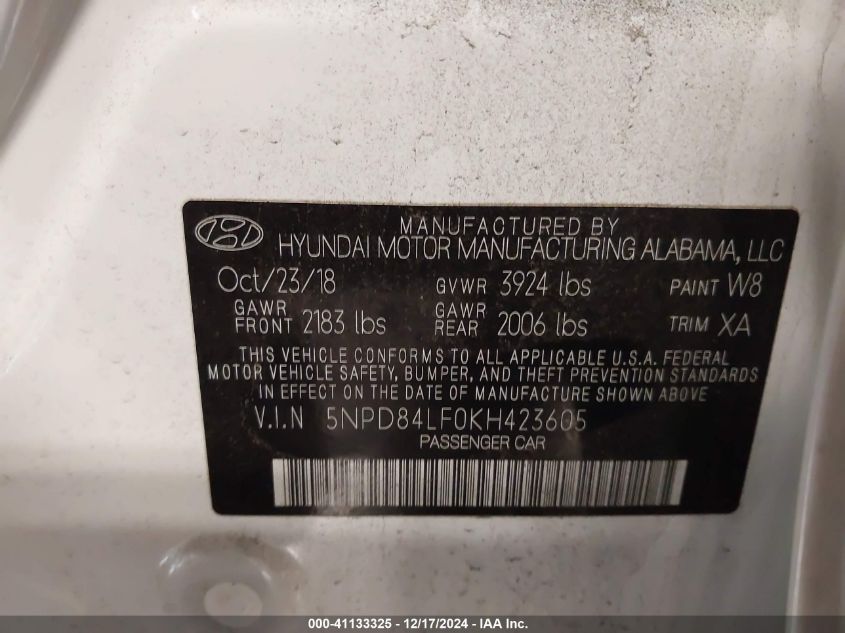 MANUFACTURED BY
HYUNDAI MOTOR MANUFACTURING ALABAMA, LLC
Oct/23/18 GVWR 3924 lbs PAINT W8
GAWR FRONT 2183 lbs GAWR REAR 2006 lbs TRIM XA
THIS VEHICLE CONFORMS TO ALL APPLICABLE U.S.A. FEDERAL
MOTOR VEHICLE SAFETY, BUMPER, AND THEFT PREVENTION STANDARDS
IN EFFECT ON THE DATE OF MANUFACTURE SHOWN ABOVE
V.I.N 5NPD84LF0KH423605
PASSENGER CAR
000-41133325 - 12/17/2024 - IAA Inc.